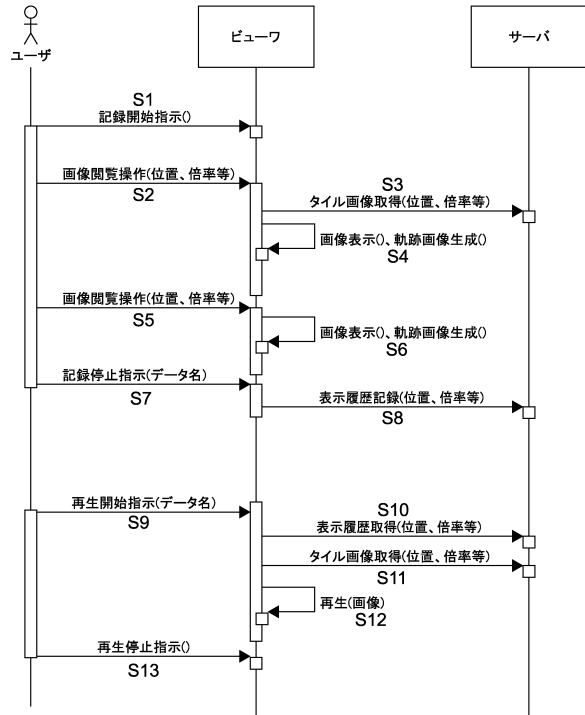 ユーザ
ビューワ
サーバ
S1
記録開始指示()
画像閲覧操作(位置、倍率等)
S2
S3
タイル画像取得(位置、倍率等)
画像表示()、軌跡画像生成()
S4
画像閲覧操作(位置、倍率等)
S5
画像表示()、軌跡画像生成()
S6
記録停止指示(データ名)
S7
表示履歴記録(位置、倍率等)
S8
再生開始指示(データ名)
S9
S10
表示履歴取得(位置、倍率等)
タイル画像取得(位置、倍率等)
S11
再生(画像)
S12
再生停止指示()
S13